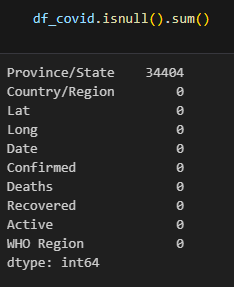 df_covid.isnull().sum()
Province/State 34404
Country/Region 0
Lat 0
Long 0
Date 0
Confirmed 0
Deaths 0
Recovered 0
Active 0
WHO Region 0
dtype: int64